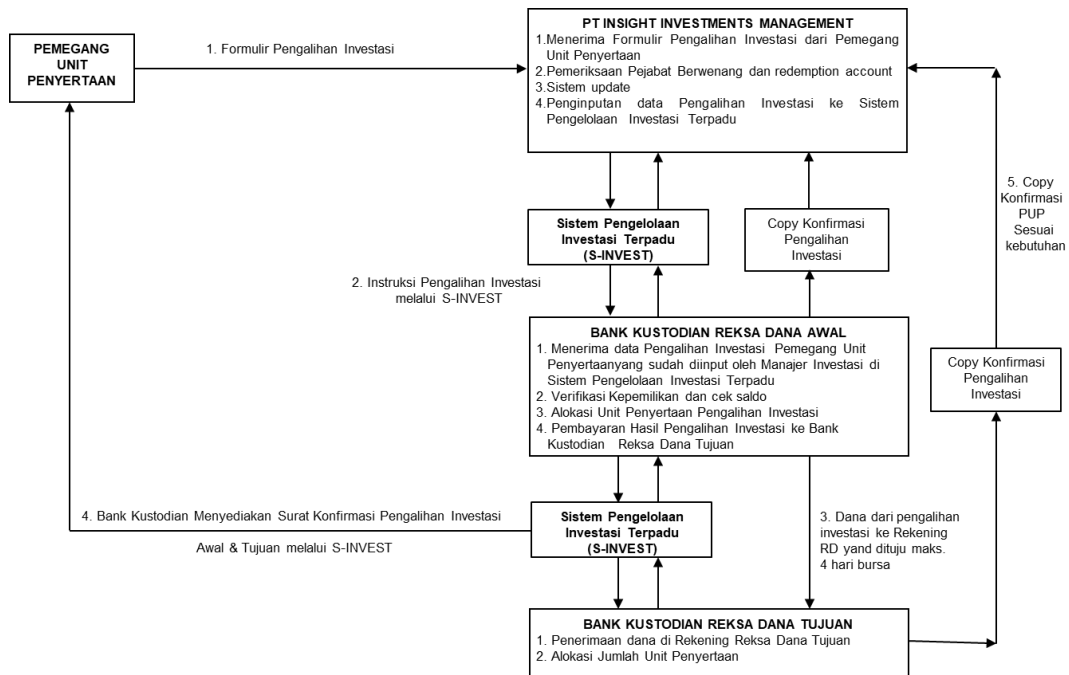 PT INSIGHT INVESTMENTS MANAGEMENT
1.Menerima Formulir Pengalihan Investasi dari Pemegang
Unit Penyertaan
2.Pemeriksaan Pejabat Berwenang dan redemption account
3.Sistem update
4.Penginputan data Pengalihan Investasi ke Sistem
Pengelolaan Investasi Terpadu
PEMEGANG
UNIT
PENYERTAAN
1. Formulir Pengalihan Investasi
5. Copy
Konfirmasi
PUP
Sesuai
kebutuhan
Sistem Pengelolaan
Investasi Terpadu
(S-INVEST)
Copy Konfirmasi
Pengalihan
Investasi
2. Instruksi Pengalihan Investasi
melalui S-INVEST
BANK KUSTODIAN REKSA DANA AWAL
1. Menerima data Pengalihan Investasi Pemegang Unit
Penyertaanyang sudah diinput oleh Manajer Investasi di
Sistem Pengelolaan Investasi Terpadu
2. Verifikasi Kepemilikan dan cek saldo
3. Alokasi Unit Penyertaan Pengalihan Investasi
4. Pembayaran Hasil Pengalihan Investasi ke Bank
Kustodian Reksa Dana Tujuan
Copy Konfirmasi
Pengalihan
Investasi
4. Bank Kustodian Menyediakan Surat Konfirmasi Pengalihan Investasi
Awal & Tujuan melalui S-INVEST
Sistem Pengelolaan
Investasi Terpadu
(S-INVEST)
3. Dana dari pengalihan
investasi ke Rekening
RD yand dituju maks.
4 hari bursa
BANK KUSTODIAN REKSA DANA TUJUAN
1. Penerimaan dana di Rekening Reksa Dana Tujuan
2. Alokasi Jumlah Unit Penyertaan